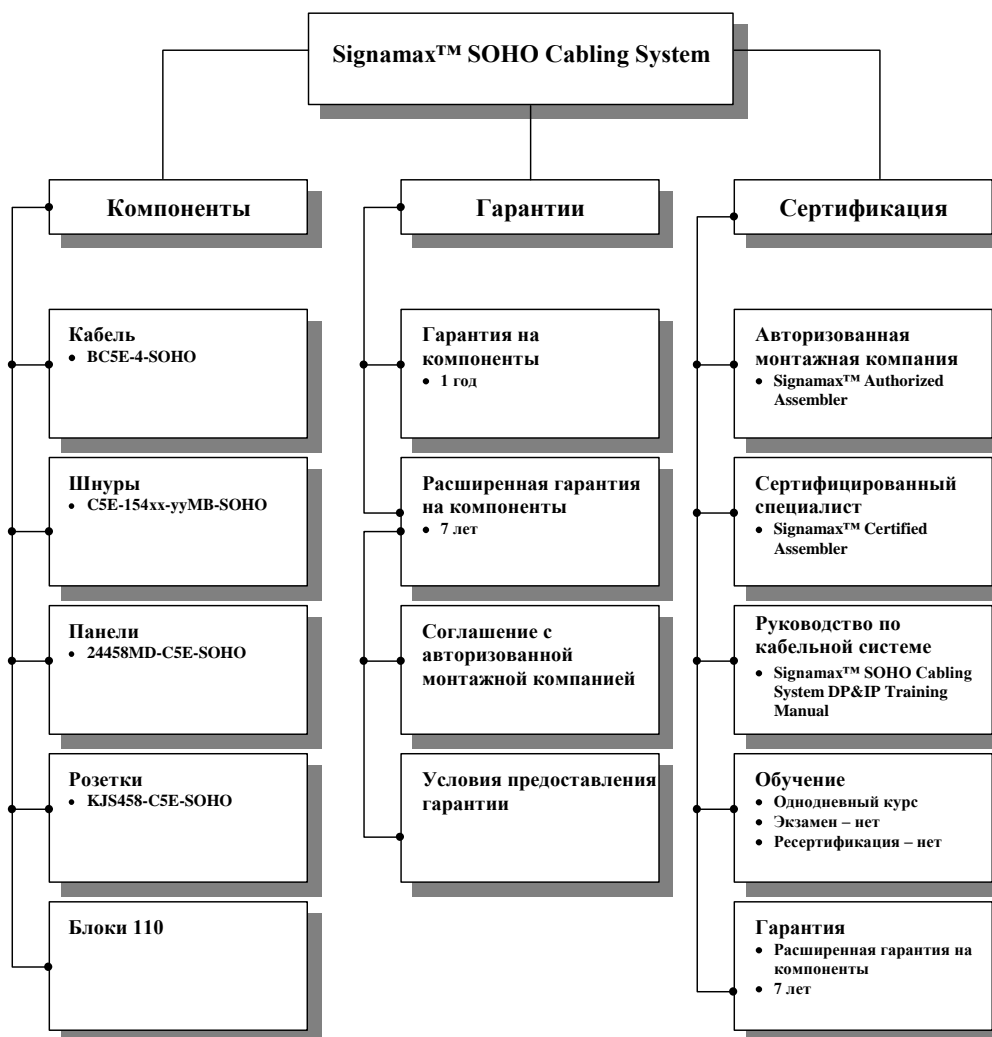 Signamax™ SOHO Cabling System
Компоненты
Кабель
• BC5E-4-SOHO
Шнуры
• C5E-154xx-yyMB-SOHO
Панели
• 24458MD-C5E-SOHO
Розетки
• KJS458-C5E-SOHO
Блоки 110
Гарантии
Гарантия на
компоненты
• 1 год
Расширенная гарантия
на компоненты
• 7 лет
Соглашение с
авторизованной
монтажной компанией
Условия предоставления
гарантии
Сертификация
Авторизованная
монтажная компания
• Signamax™ Authorized
Assembler
Сертифицированный
специалист
• Signamax™ Certified
Assembler
Руководство по
кабельной системе
• Signamax™ SOHO Cabling
System DP&IP Training
Manual
Обучение
• Однодневный курс
• Экзамен – нет
• Ресертификация – нет
Гарантия
• Расширенная гарантия на
компоненты
• 7 лет